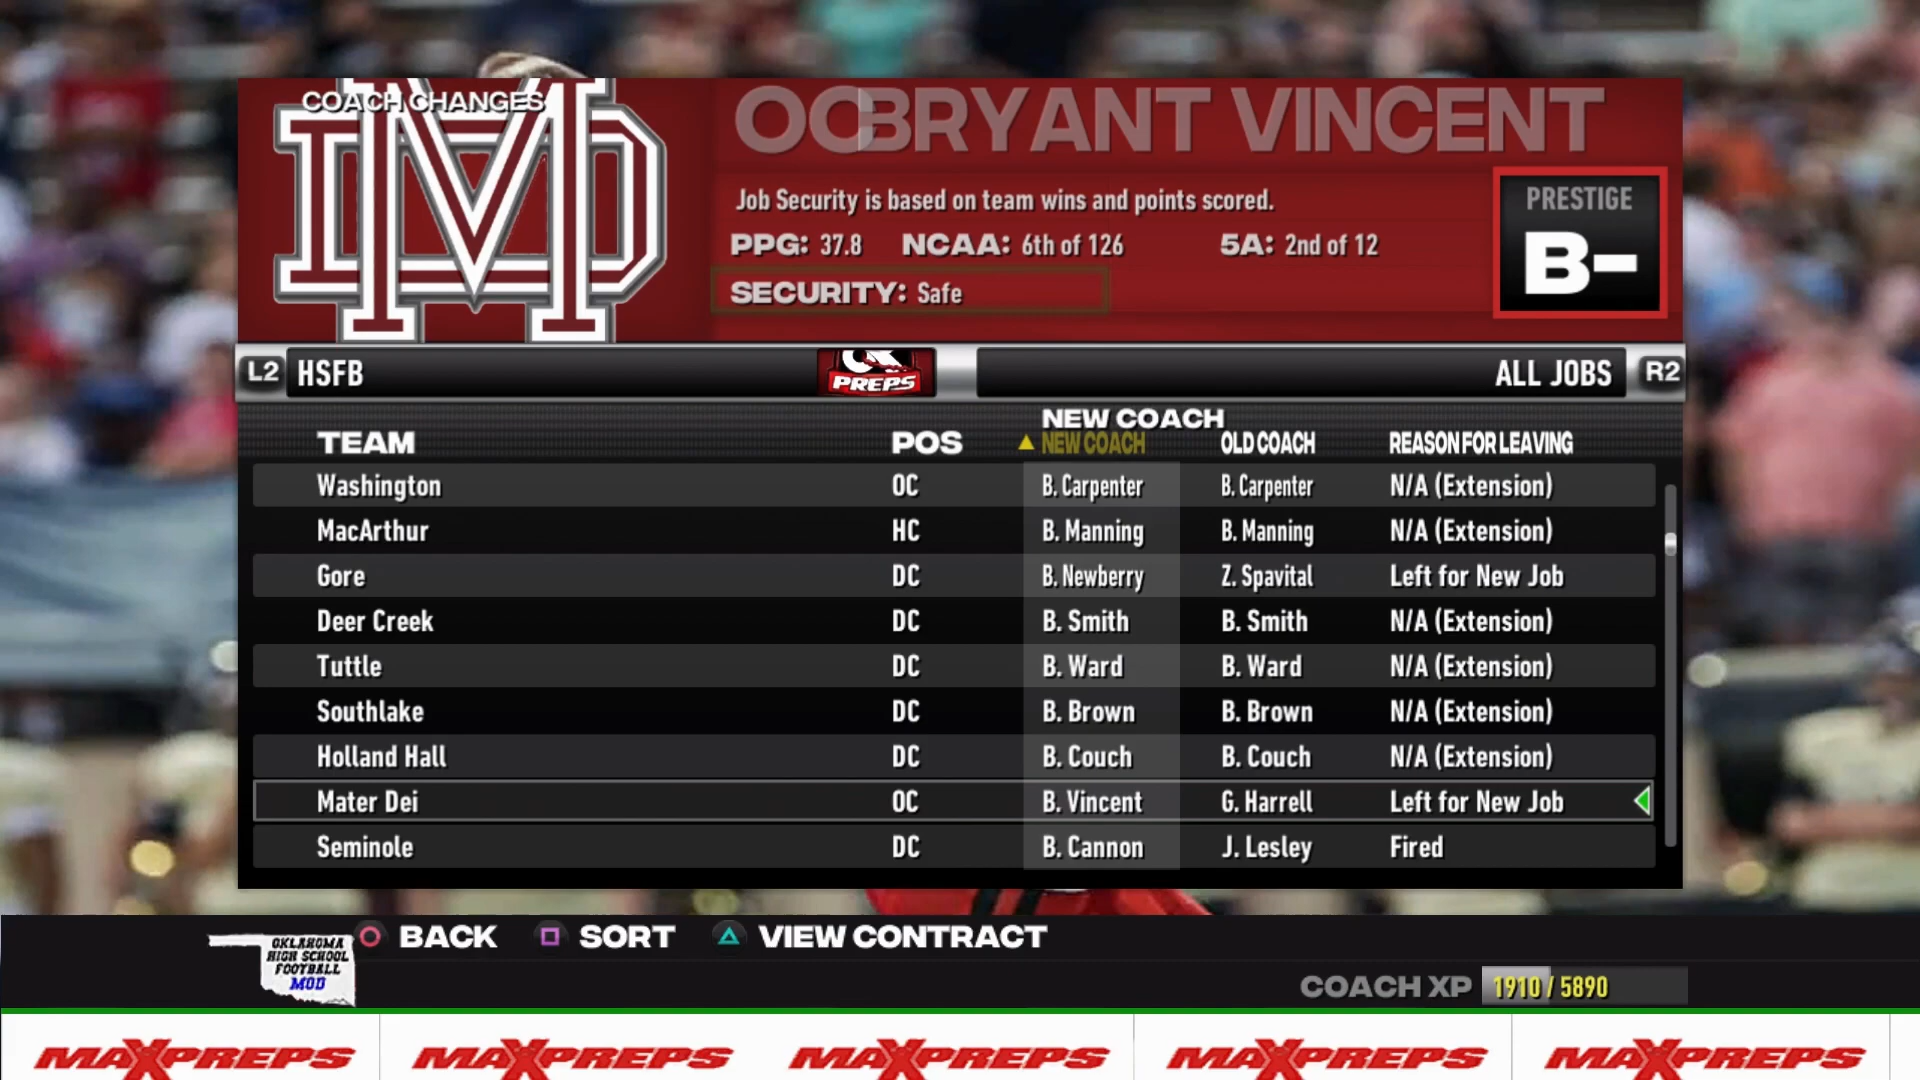 COACH CHANGES
OC BRYANT VINCENT
Job Security is based on team wins and points scored.
PPG: 37.8 NCAA: 6th of 126 5A: 2nd of 12
SECURITY: Safe
PRESTIGE
B-
L2 HSFB OK PREPS ALL JOBS R2
NEW COACH
TEAM POS NEW COACH OLD COACH REASON FOR LEAVING
Washington OC B. Carpenter B. Carpenter N/A (Extension)
MacArthur HC B. Manning B. Manning N/A (Extension)
Gore DC B. Newberry Z. Spavital Left for New Job
Deer Creek DC B. Smith B. Smith N/A (Extension)
Tuttle DC B. Ward B. Ward N/A (Extension)
Southlake DC B. Brown B. Brown N/A (Extension)
Holland Hall DC B. Couch B. Couch N/A (Extension)
Mater Dei OC B. Vincent G. Harrell Left for New Job
Seminole DC B. Cannon J. Lesley Fired
BACK SORT VIEW CONTRACT
OKLAHOMA
HIGH SCHOOL
FOOTBALL
MOD
COACH XP 1910 / 5890
MAXPREPS MAXPREPS MAXPREPS MAXPREPS MAXPREPS